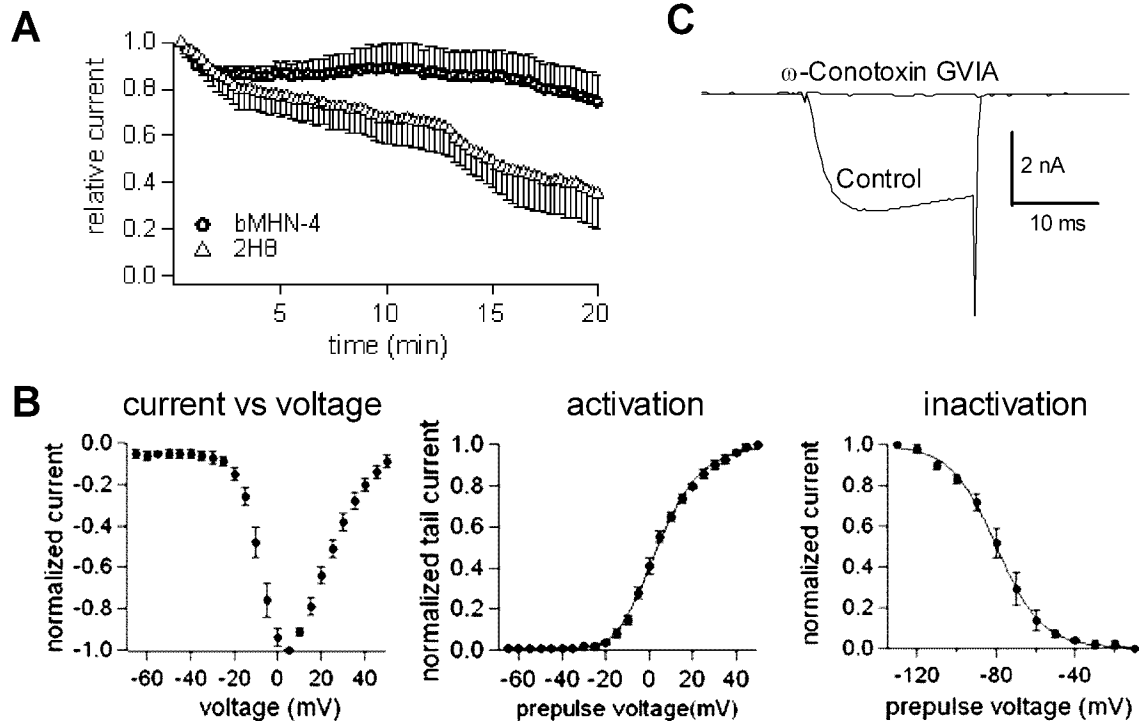 A
relative current
1.0
0.8
0.6
0.4
0.2
0.0
bMHN-4
2H8
5 10 15 20
time (min)
C
ω-Conotoxin GVIA
Control
2 nA
10 ms
B
current vs voltage
normalized current
0.0
-0.2
-0.4
-0.6
-0.8
-1.0
-60 -40 -20 0 20 40
voltage (mV)
activation
normalized tail current
1.0
0.8
0.6
0.4
0.2
0.0
-60 -40 -20 0 20 40
prepulse voltage(mV)
inactivation
normalized current
1.0
0.8
0.6
0.4
0.2
0.0
-120 -80 -40
prepulse voltage (mV)